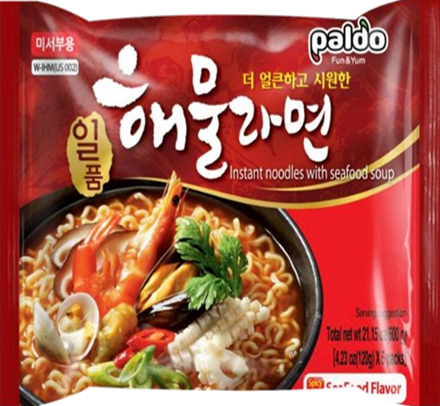 미서부용
W-IHM(US 002)
paldo
Fun & Yum
더 얼큰하고 시원한
일품
해물라면
Instant noodles with seafood soup
Serving suggestion
Total net wt 21.15 oz(600 g)
[4.23 oz(120g) X 5 packs]
Spicy
Seafood Flavor